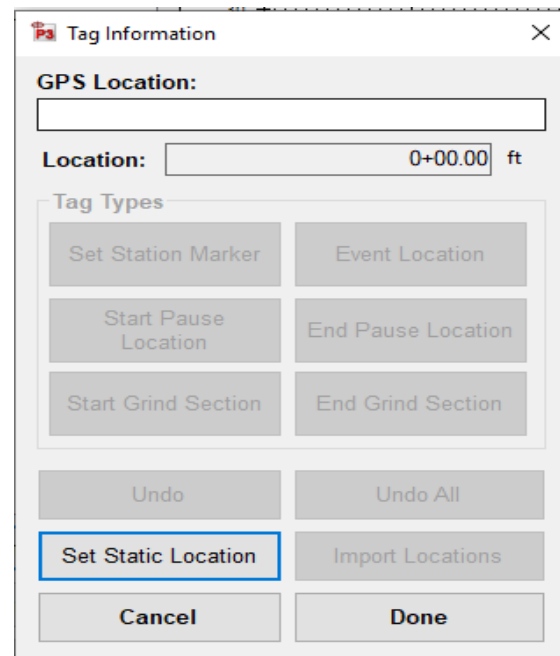 P3 Tag Information
GPS Location:
Location: 0+00.00 ft
Tag Types
Set Station Marker Event Location
Start Pause
Location End Pause Location
Start Grind Section End Grind Section
Undo Undo All
Set Static Location Import Locations
Cancel Done